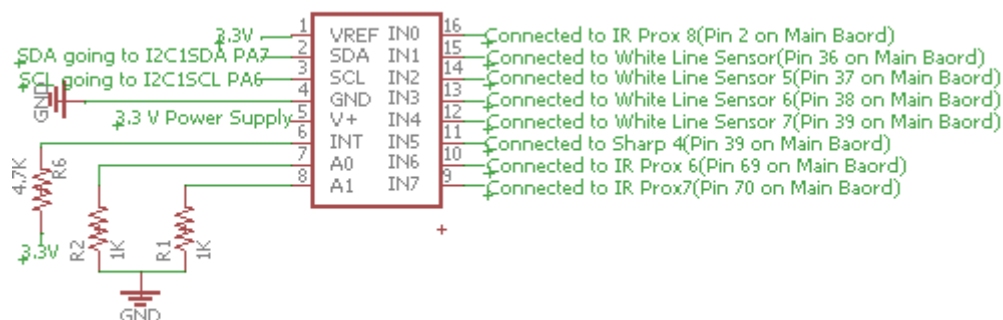 3.3V
1 VREF IN0 16 Connected to IR Prox 8(Pin 2 on Main Baord)
SDA going to I2C1SDA PA7 2 SDA IN1 15 Connected to White Line Sensor(Pin 36 on Main Baord)
SCL going to I2C1SCL PA6 3 SCL IN2 14 Connected to White Line Sensor 5(Pin 37 on Main Baord)
GND 4 GND IN3 13 Connected to White Line Sensor 6(Pin 38 on Main Baord)
3.3 V Power Supply 5 V+ IN4 12 Connected to White Line Sensor 7(Pin 39 on Main Baord)
6 INT IN5 11 Connected to Sharp 4(Pin 39 on Main Baord)
7 A0 IN6 10 Connected to IR Prox 6(Pin 69 on Main Baord)
8 A1 IN7 9 Connected to IR Prox7(Pin 70 on Main Baord)
4.7K R6
R2 1K R1 1K
3.3V
GND